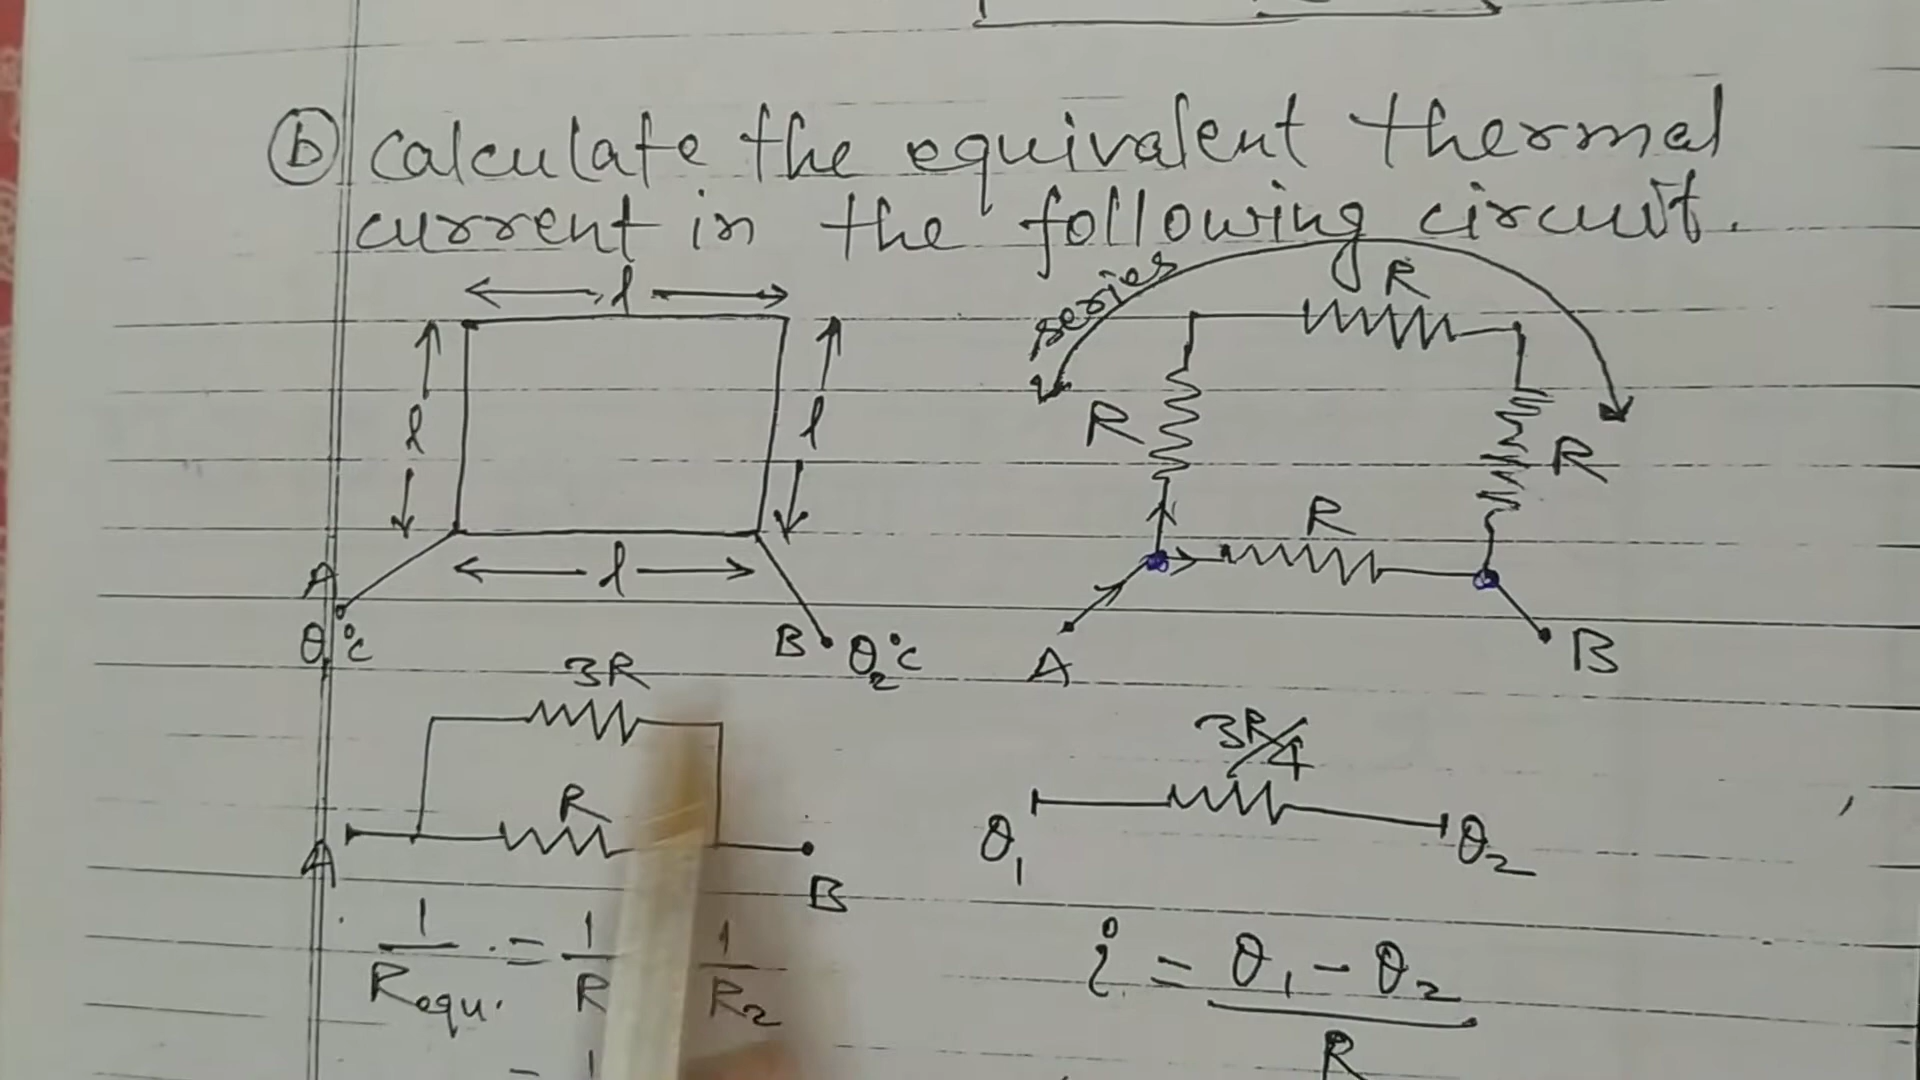 b calculate the equivalent thermal
current in the following circuit.
l
l
l
l
A
θ₁°c
B θ₂°c
series
R
R
R
R
A
B
3R
R
A
B
3R/4
θ₁
θ₂
1/Requ. = 1/R 1/R₂
i = θ₁ - θ₂
R